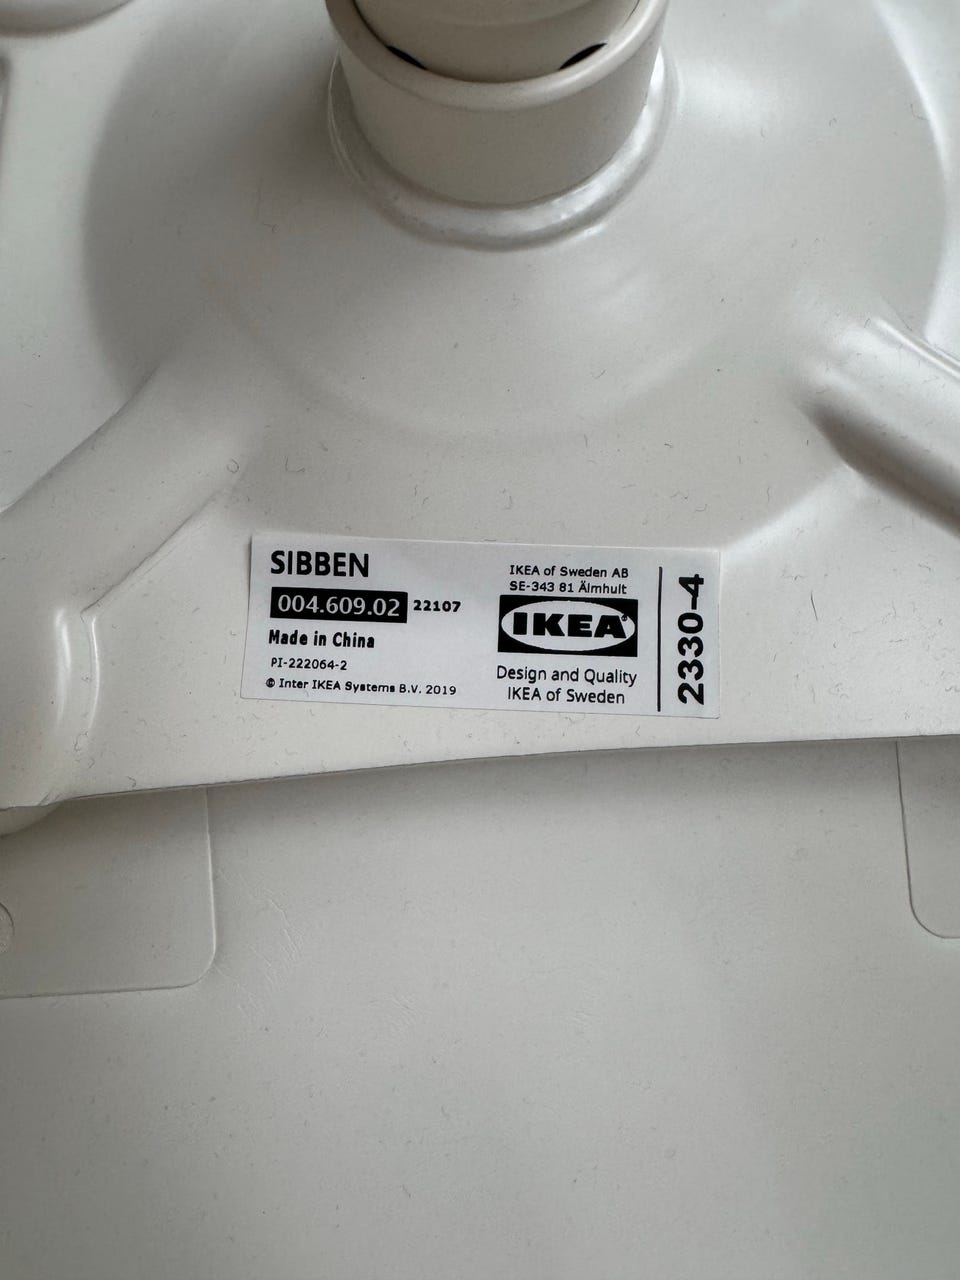 SIBBEN
004.609.02 22107
Made in China
PI-222064-2
© Inter IKEA Systems B.V. 2019
IKEA of Sweden AB
SE-343 81 Älmhult
IKEA®
Design and Quality
IKEA of Sweden
2330-4